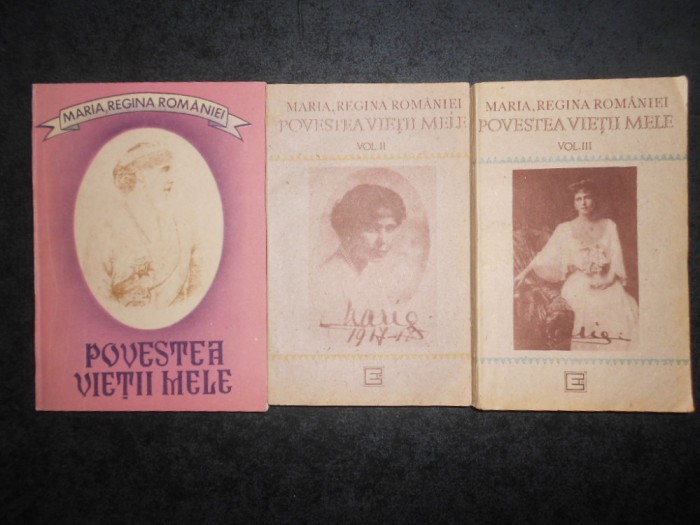 MARIA, REGINA ROMÂNIEI
POVESTEA
VIEȚII MELE
MARIA, REGINA ROMÂNIEI
POVESTEA VIEȚII MELE
VOL. II
Maria
MARIA, REGINA ROMÂNIEI
POVESTEA VIEȚII MELE
VOL. III